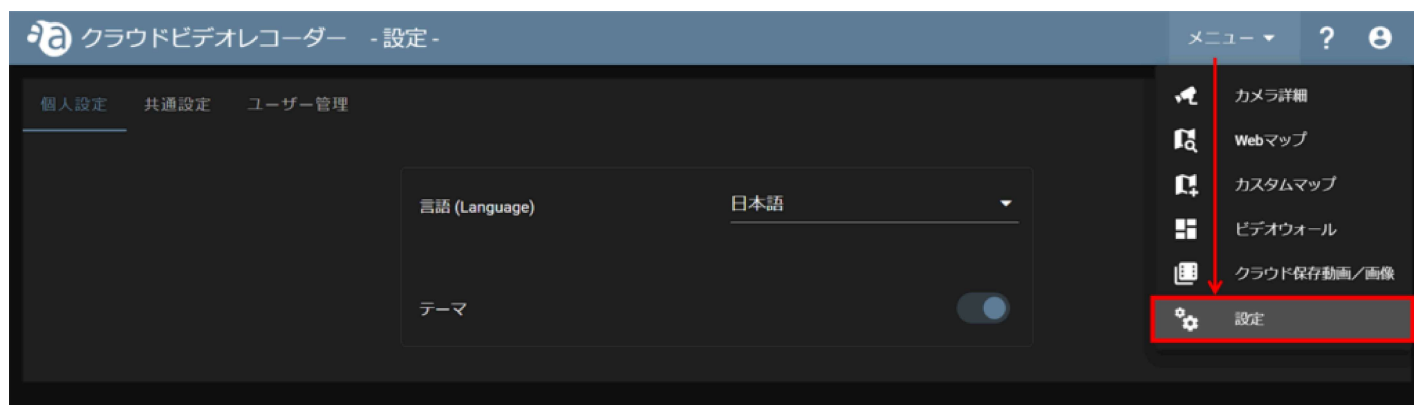 クラウドビデオレコーダー - 設定 -
メニュー ?
個人設定 共通設定 ユーザー管理
言語 (Language) 日本語
テーマ
カメラ詳細
Webマップ
カスタムマップ
ビデオウォール
クラウド保存動画／画像
設定